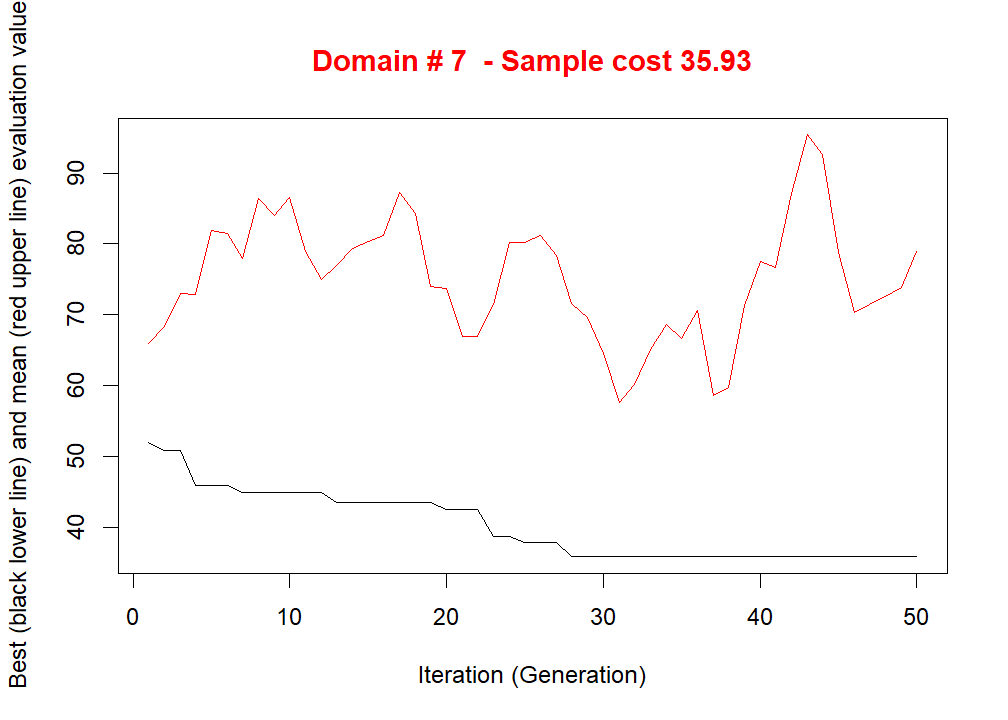 Domain # 7  - Sample cost 35.93
Best (black lower line) and mean (red upper line) evaluation value
90
80
70
60
50
40
0 10 20 30 40 50
Iteration (Generation)